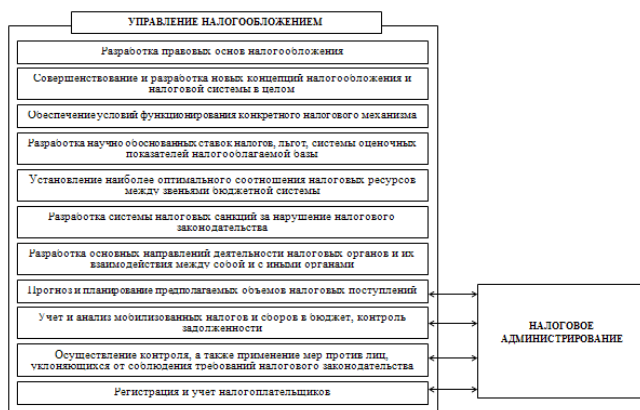 УПРАВЛЕНИЕ НАЛОГООБЛОЖЕНИЕМ
Разработка правовых основ налогообложения
Совершенствование и разработка новых концепций налогообложения и
налоговой системы в целом
Обеспечение условий функционирования конкретного налогового механизма
Разработка научно обоснованных ставок налогов, льгот, системы оценочных
показателей налогооблагаемой базы
Установление наиболее оптимального соотношения налоговых ресурсов
между звеньями бюджетной системы
Разработка системы налоговых санкций за нарушение налогового
законодательства
Разработка основных направлений деятельности налоговых органов и их
взаимодействия между собой и с иными органами
Прогноз и планирование предполагаемых объемов налоговых поступлений
Учет и анализ мобилизованных налогов и сборов в бюджет, контроль
задолженности
НАЛОГОВОЕ
АДМИНИСТРИРОВАНИЕ
Осуществление контроля, а также применение мер против лиц,
уклоняющихся от соблюдения требований налогового законодательства
Регистрация и учет налогоплательщиков